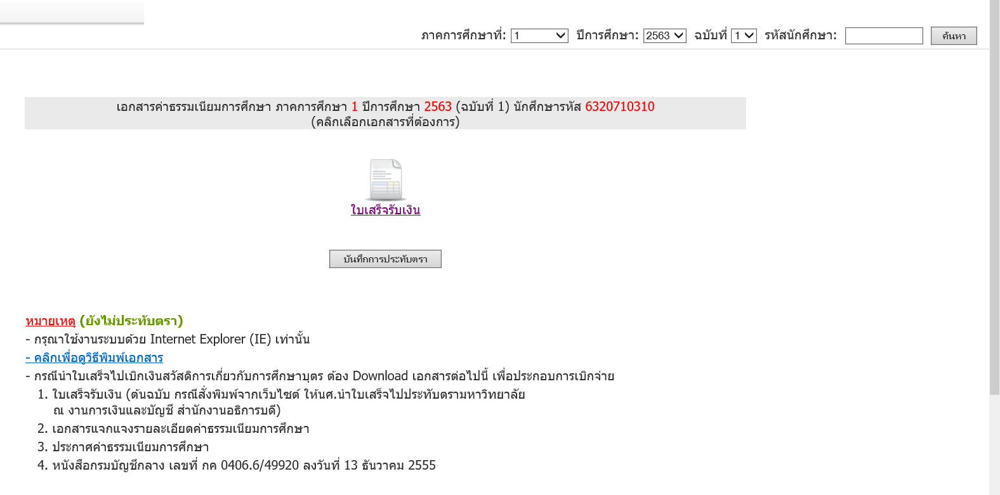 ภาคการศึกษาที่: 1 ปีการศึกษา: 2563 ฉบับที่ 1 รหัสนักศึกษา: ค้นหา
เอกสารค่าธรรมเนียมการศึกษา ภาคการศึกษา 1 ปีการศึกษา 2563 (ฉบับที่ 1) นักศึกษารหัส 6320710310
(คลิกเลือกเอกสารที่ต้องการ)
ใบเสร็จรับเงิน
บันทึกการประทับตรา
หมายเหตุ (ยังไม่ประทับตรา)
- กรุณาใช้งานระบบด้วย Internet Explorer (IE) เท่านั้น
- คลิกเพื่อดูวิธีพิมพ์เอกสาร
- กรณีนำใบเสร็จไปเบิกเงินสวัสดิการเกี่ยวกับการศึกษาบุตร ต้อง Download เอกสารต่อไปนี้ เพื่อประกอบการเบิกจ่าย
1. ใบเสร็จรับเงิน (ต้นฉบับ กรณีสั่งพิมพ์จากเว็บไซต์ ให้นศ.นำใบเสร็จไปประทับตรามหาวิทยาลัย
ณ งานการเงินและบัญชี สำนักงานอธิการบดี)
2. เอกสารแจกแจงรายละเอียดค่าธรรมเนียมการศึกษา
3. ประกาศค่าธรรมเนียมการศึกษา
4. หนังสือกรมบัญชีกลาง เลขที่ กค 0406.6/49920 ลงวันที่ 13 ธันวาคม 2555